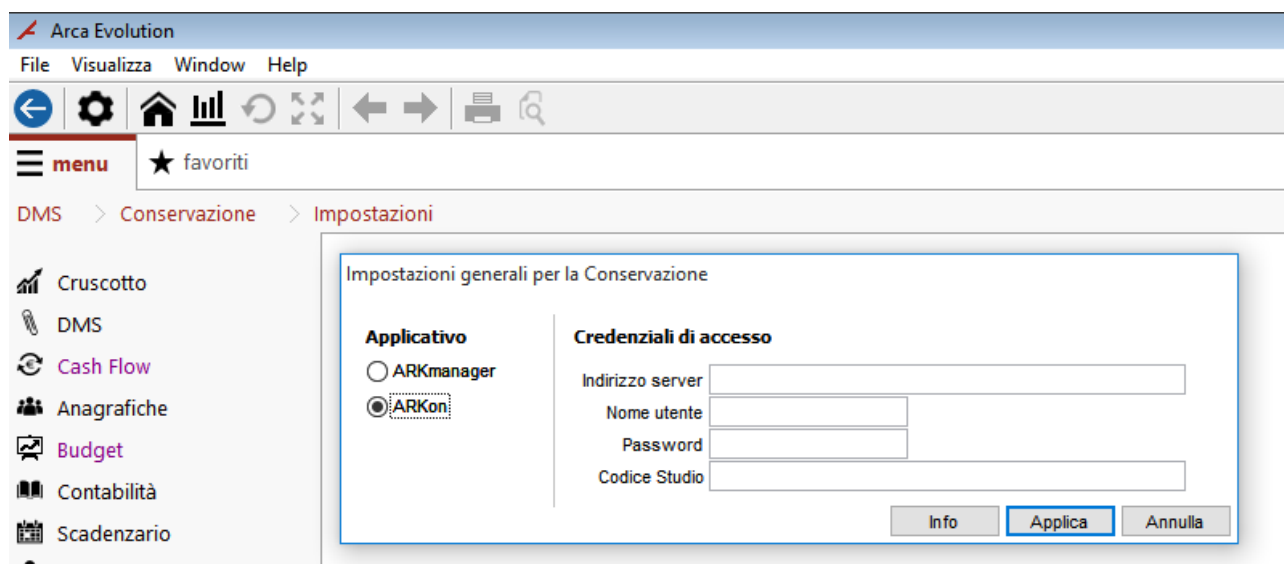 Arca Evolution
File Visualizza Window Help
menu favoriti
DMS Conservazione Impostazioni
Cruscotto
DMS
Cash Flow
Anagrafiche
Budget
Contabilità
Scadenzario
Impostazioni generali per la Conservazione
Applicativo
ARKmanager
ARKon
Credenziali di accesso
Indirizzo server
Nome utente
Password
Codice Studio
Info Applica Annulla